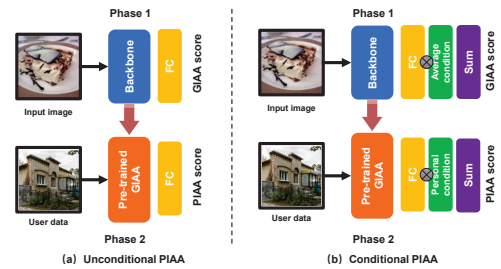 Phase 1
Backbone
FC
GIAA score
Input image
Pre-trained
GIAA
FC
PIAA score
User data
Phase 2
(a) Unconditional PIAA
Phase 1
Backbone
FC
Average
condition
Sum
GIAA score
Input image
Pre-trained
GIAA
FC
Personal
condition
Sum
PIAA score
User data
Phase 2
(b) Conditional PIAA